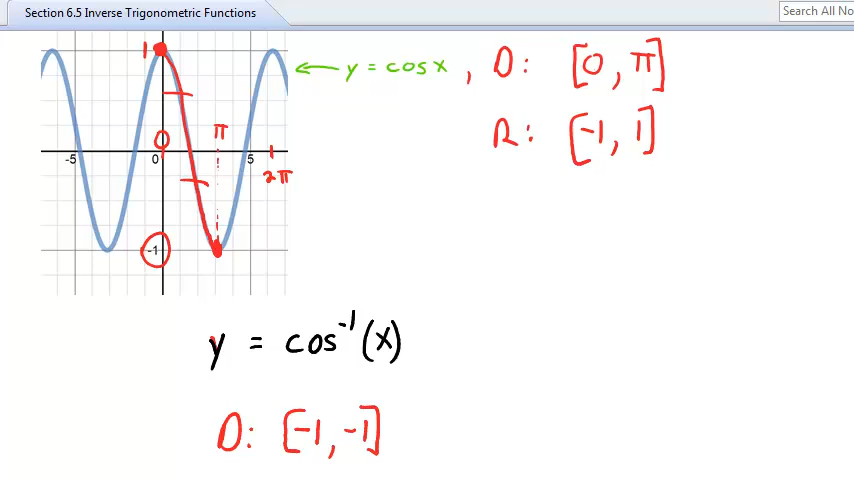 Section 6.5 Inverse Trigonometric Functions
Search All No
1
y = cos x , D: [0, π]
R: [-1, 1]
0 π
-5 0 5
2π
-1
y = cos⁻¹(x)
D: [-1, -1]